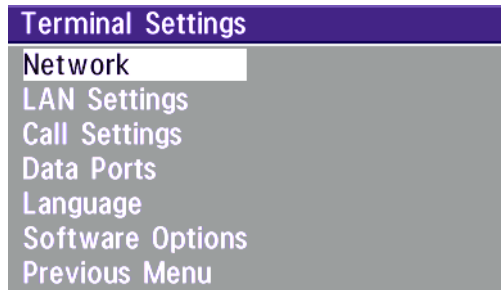 Terminal Settings
Network
LAN Settings
Call Settings
Data Ports
Language
Software Options
Previous Menu